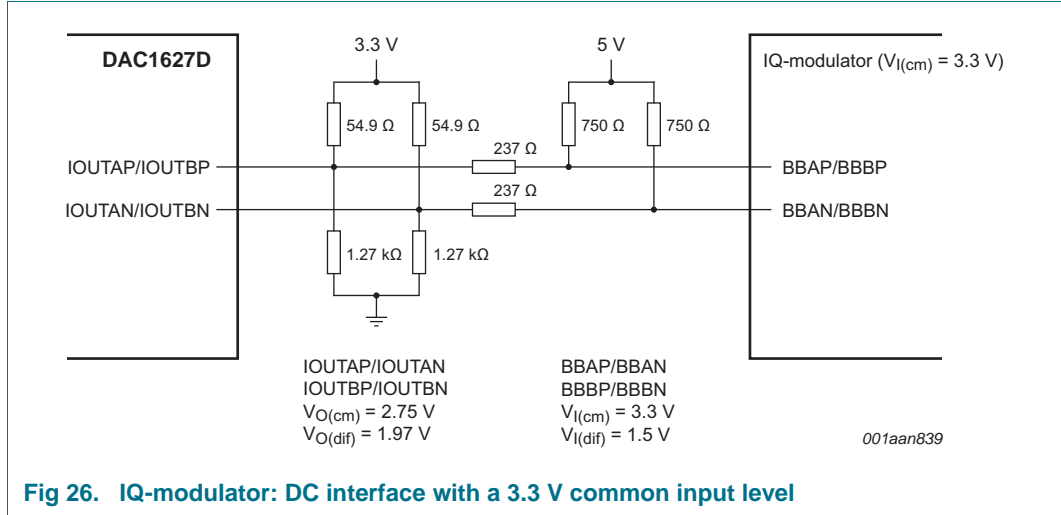 DAC1627D
3.3 V
5 V
IQ-modulator (VI(cm) = 3.3 V)
54.9 Ω
54.9 Ω
750 Ω
750 Ω
237 Ω
IOUTAP/IOUTBP
BBAP/BBBP
237 Ω
IOUTAN/IOUTBN
BBAN/BBBN
1.27 kΩ
1.27 kΩ
IOUTAP/IOUTAN
IOUTBP/IOUTBN
VO(cm) = 2.75 V
VO(dif) = 1.97 V
BBAP/BBAN
BBBP/BBBN
VI(cm) = 3.3 V
VI(dif) = 1.5 V
001aan839
Fig 26. IQ-modulator: DC interface with a 3.3 V common input level